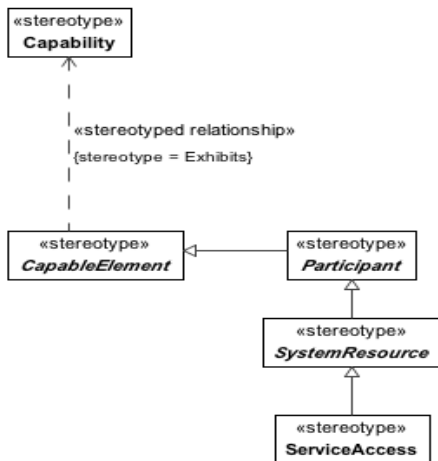 «stereotype»
Capability
«stereotyped relationship»
{stereotype = Exhibits}
«stereotype»
CapableElement
«stereotype»
Participant
«stereotype»
SystemResource
«stereotype»
ServiceAccess